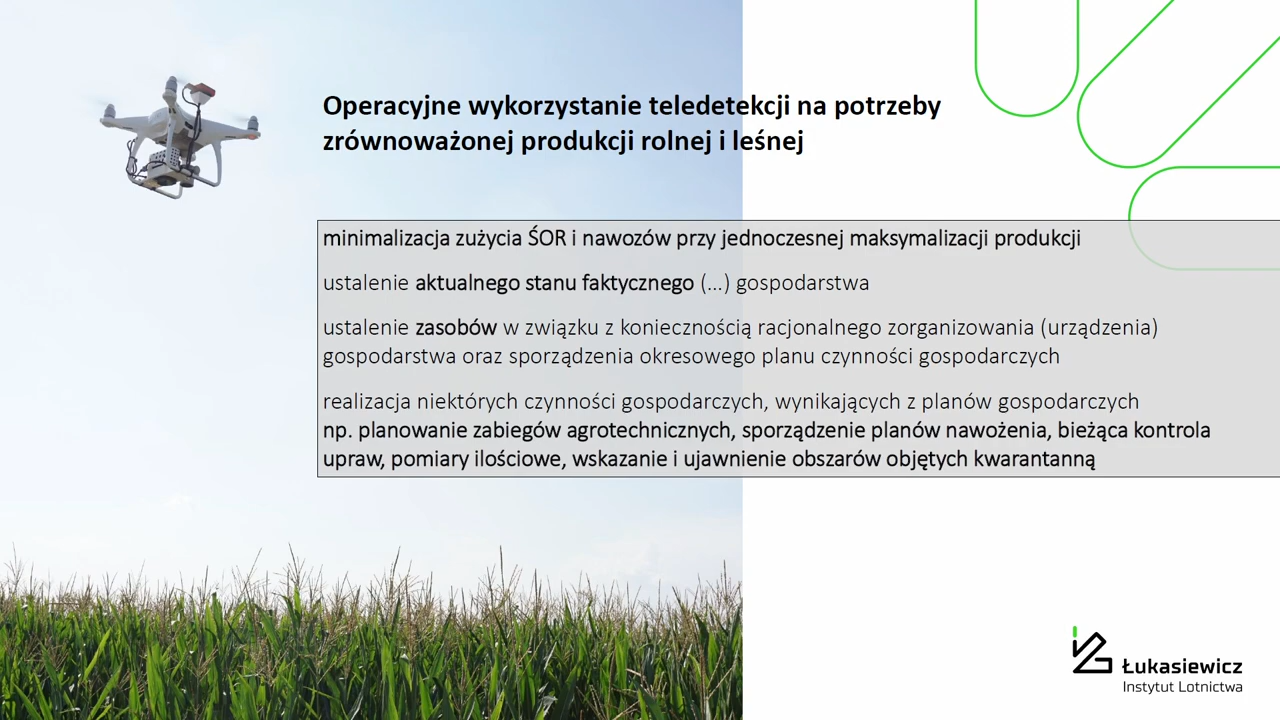 Operacyjne wykorzystanie teledetekcji na potrzeby
zrównoważonej produkcji rolnej i leśnej
minimalizacja zużycia ŚOR i nawozów przy jednoczesnej maksymalizacji produkcji
ustalenie aktualnego stanu faktycznego (...) gospodarstwa
ustalenie zasobów w związku z koniecznością racjonalnego zorganizowania (urządzenia)
gospodarstwa oraz sporządzenia okresowego planu czynności gospodarczych
realizacja niektórych czynności gospodarczych, wynikających z planów gospodarczych
np. planowanie zabiegów agrotechnicznych, sporządzenie planów nawożenia, bieżąca kontrola
upraw, pomiary ilościowe, wskazanie i ujawnienie obszarów objętych kwarantanną
Łukasiewicz
Instytut Lotnictwa